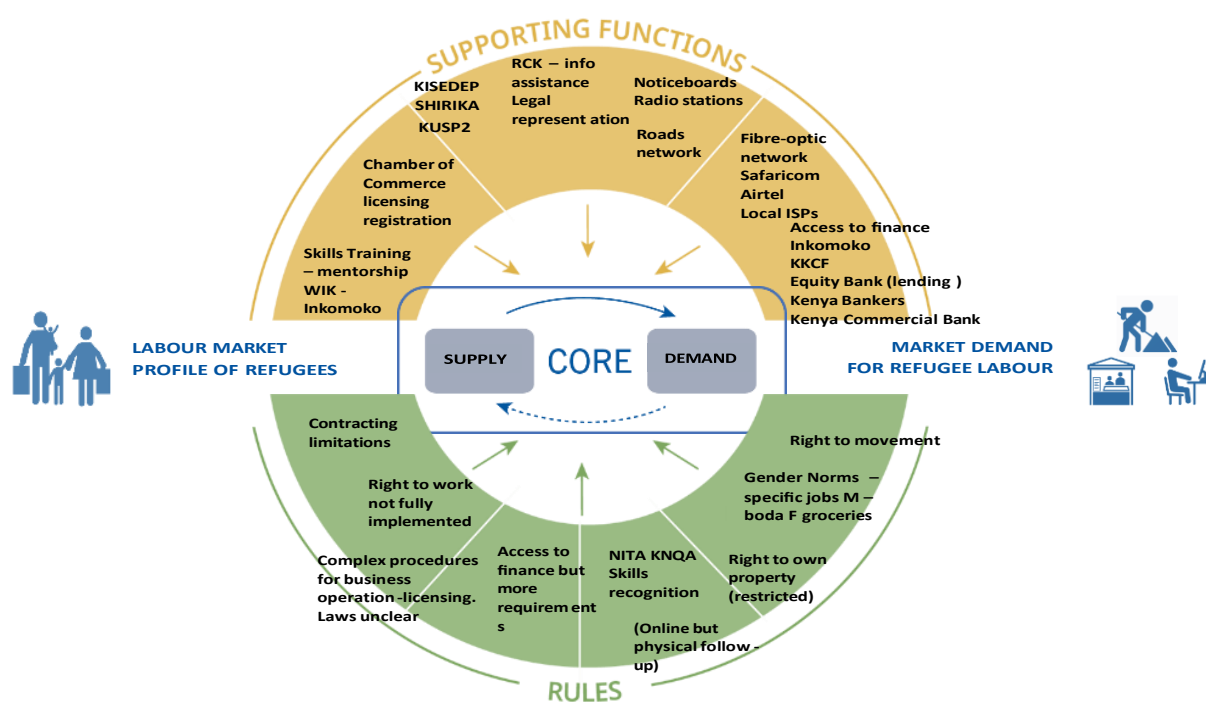 SUPPORTING FUNCTIONS
KISEDEP
SHIRIKA
KUSP2
RCK – info
assistance
Legal
represent ation
Noticeboards
Radio stations
Roads
network
Chamber of
Commerce
licensing
registration
Fibre-optic
network
Safaricom
Airtel
Local ISPs
Skills Training
– mentorship
WIK -
Inkomoko
Access to finance
Inkomoko
KKCF
Equity Bank (lending )
Kenya Bankers
Kenya Commercial Bank
LABOUR MARKET
PROFILE OF REFUGEES
SUPPLY
CORE
DEMAND
MARKET DEMAND
FOR REFUGEE LABOUR
Contracting
limitations
Right to work
not fully
implemented
Complex procedures
for business
operation -licensing.
Laws unclear
Access to
finance but
more
requirem ent
s
NITA KNQA
Skills
recognition
(Online but
physical follow -
up)
Right to movement
Gender Norms –
specific jobs M –
boda F groceries
Right to own
property
(restricted)
RULES